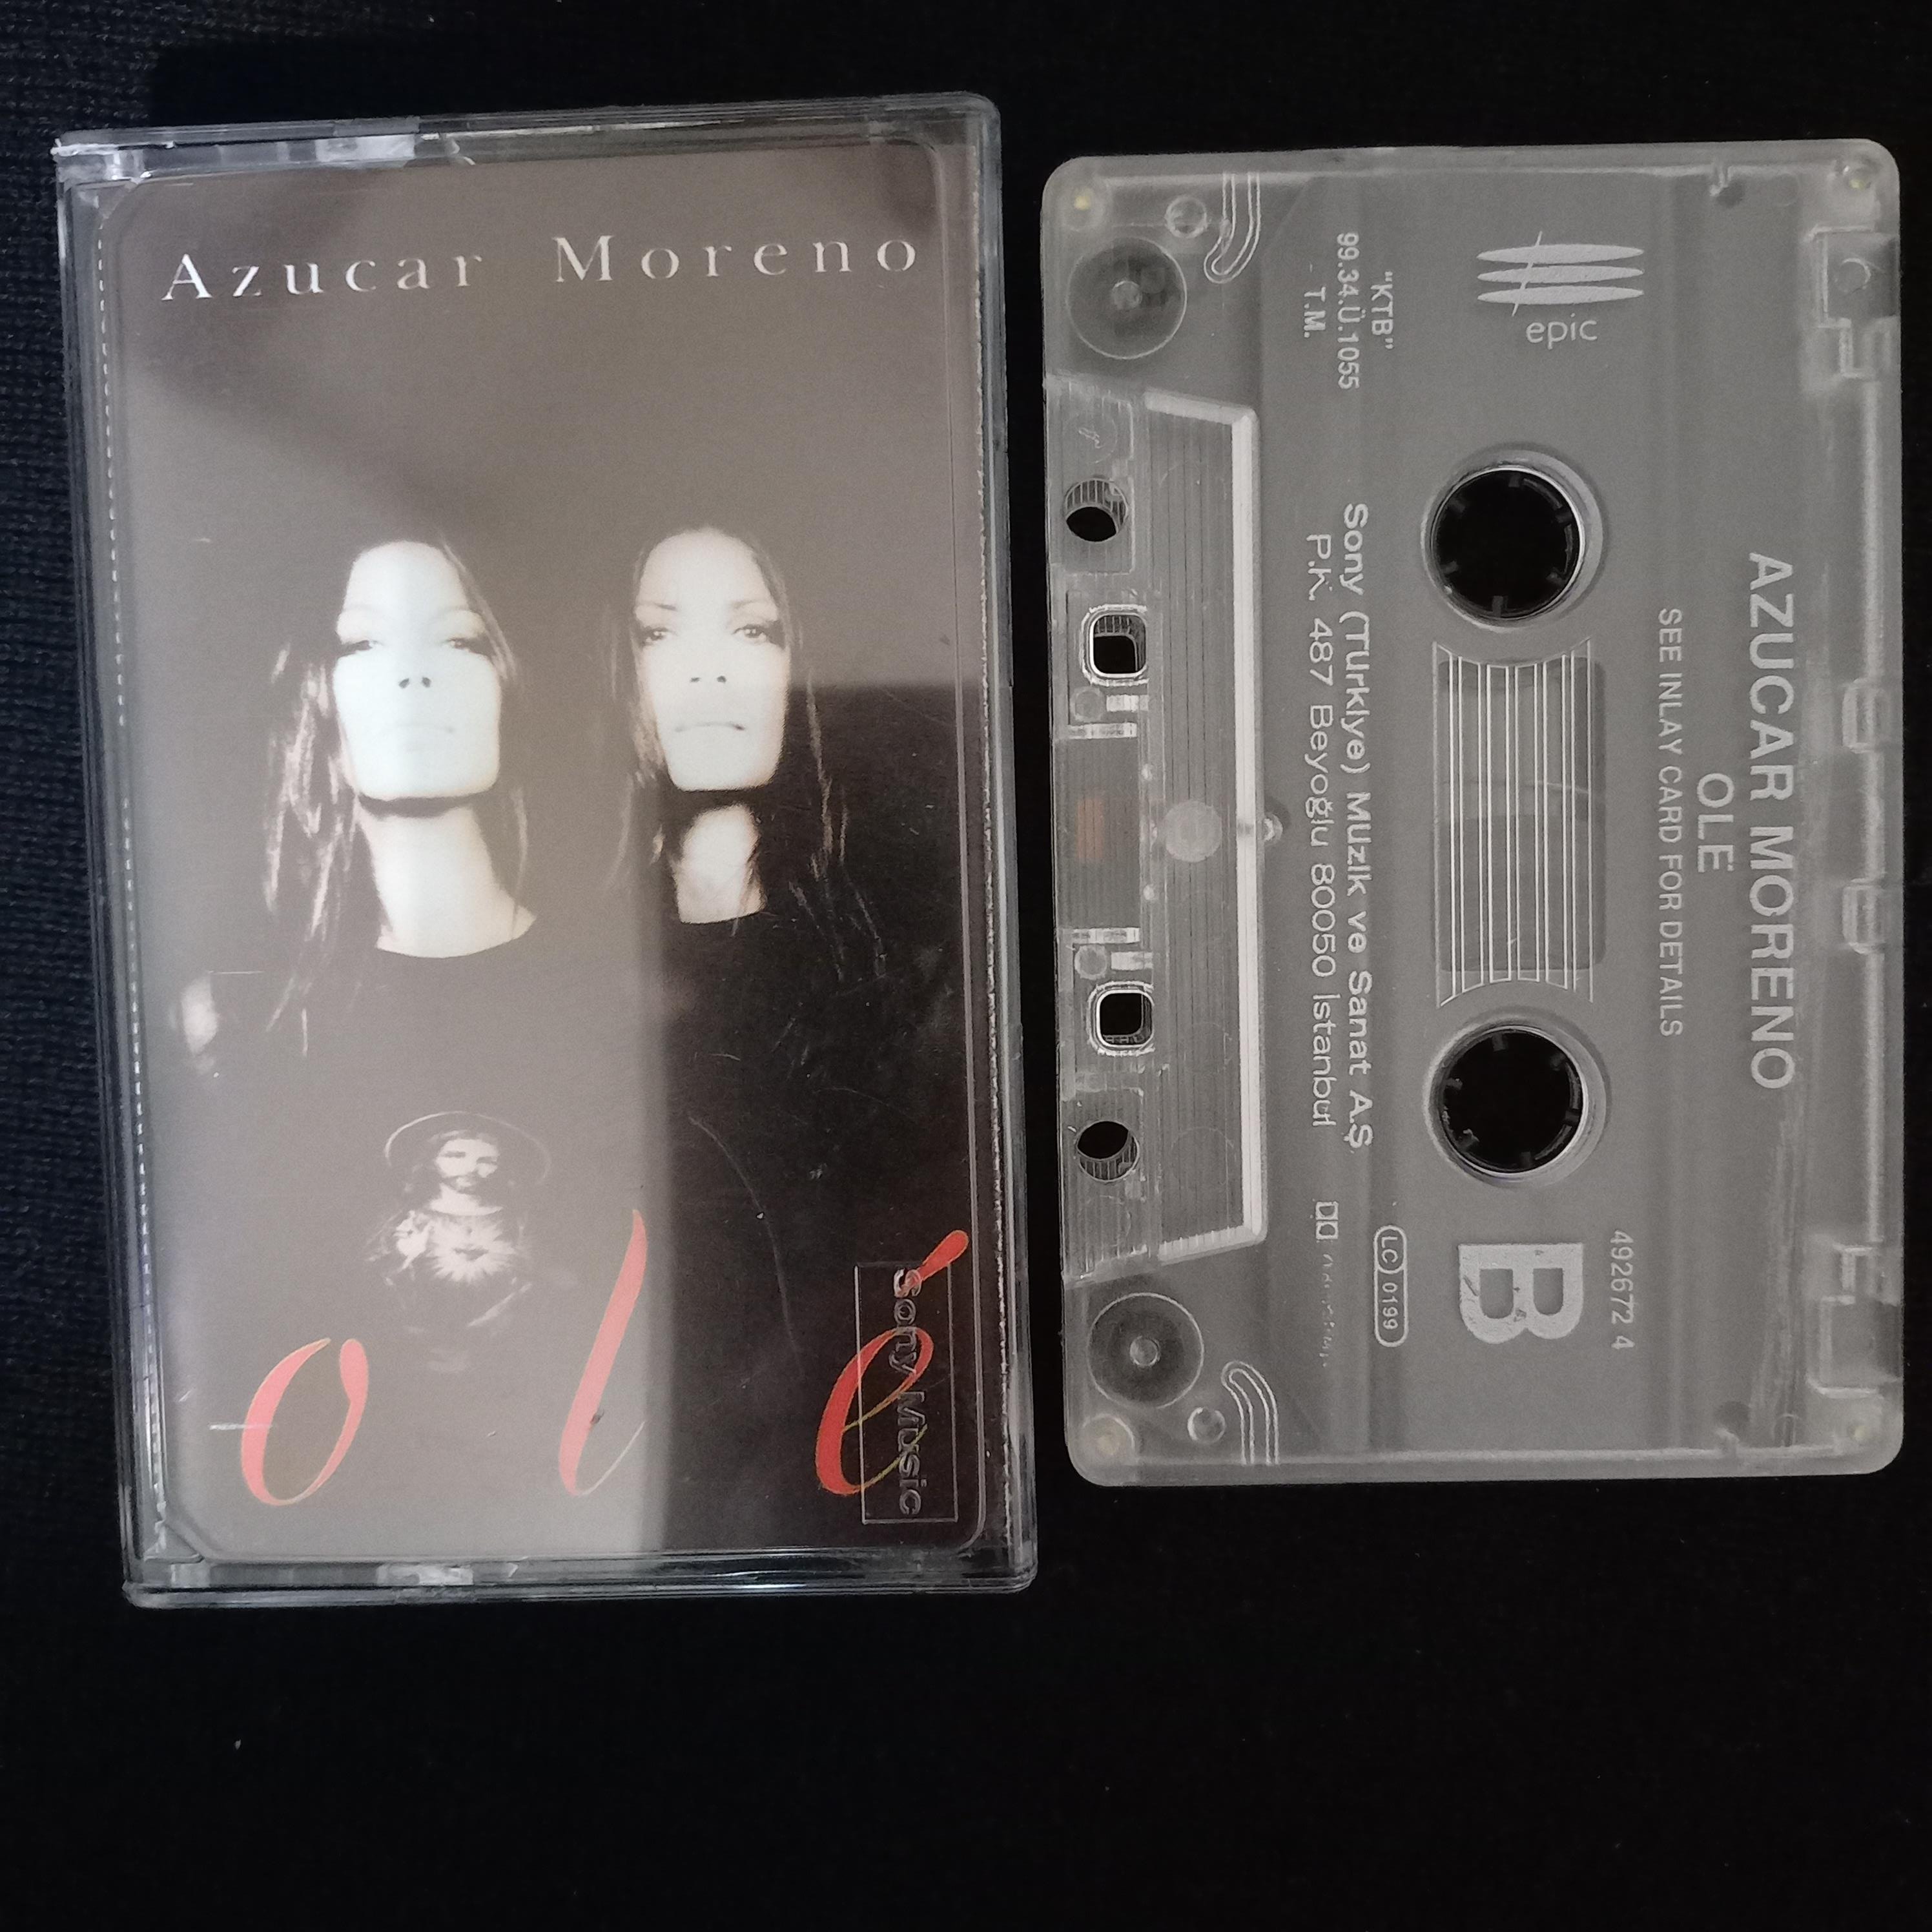 Azucar Moreno
olé
Sony Music
AZUCAR MORENO
OLE
SEE INLAY CARD FOR DETAILS
epic
492672 4
B
LC 0199
"KTB"
99.34.Ü.1055
- T.M.
Sony (Türkiye) Müzik ve Sanat A.Ş.
P.K. 487 Beyoğlu 80050 İstanbul